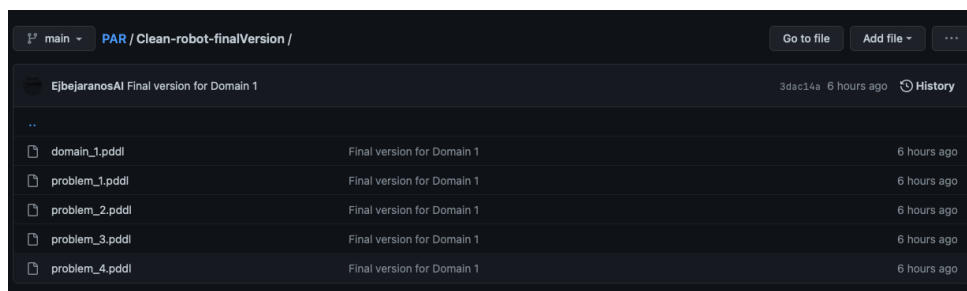 main PAR / Clean-robot-finalVersion / Go to file Add file ...
EjbejaranosAI Final version for Domain 1 3dac14a 6 hours ago History
..
domain_1.pddl Final version for Domain 1 6 hours ago
problem_1.pddl Final version for Domain 1 6 hours ago
problem_2.pddl Final version for Domain 1 6 hours ago
problem_3.pddl Final version for Domain 1 6 hours ago
problem_4.pddl Final version for Domain 1 6 hours ago